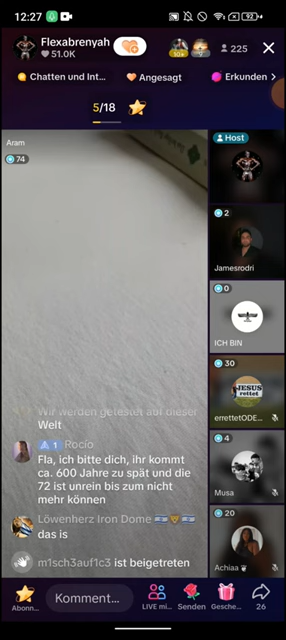 12:27
92
Flexabrenyah
51.0K
10+
225
Chatten und Int...
Angesagt
Erkunden >
5/18
Aram
74
Host
2
Jamesrodri
0
ICH BIN
30
JESUS
rettet
erretetODE...
4
Musa
20
Achiaa
Wir werden getestet auf dieser
Welt
1 Rocio
Fla, ich bitte dich, ihr kommt
ca. 600 Jahre zu spät und die
72 ist unrein bis zum nicht
mehr können
Löwenherz Iron Dome 🇮🇱🦁🇮🇱
das is
m1sch3auf1c3 ist beigetreten
Abonn...
Komment...
LIVE mi...
Senden
Gesche...
26